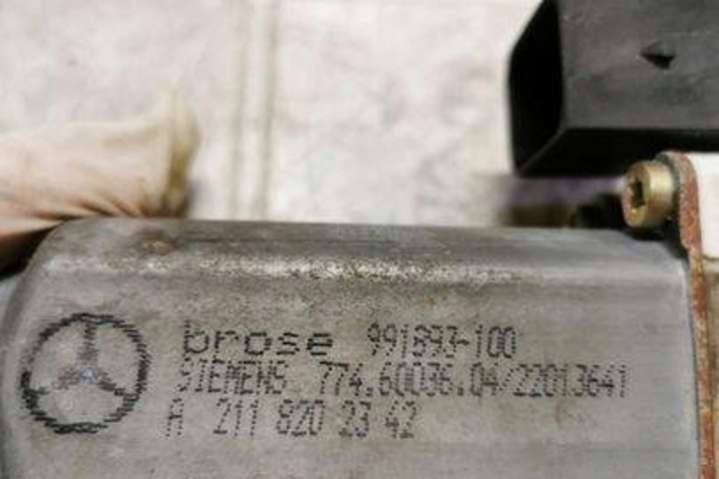 brose 991893-100
SIEMENS 774.60036.04/22013641
A 211 820 23 42